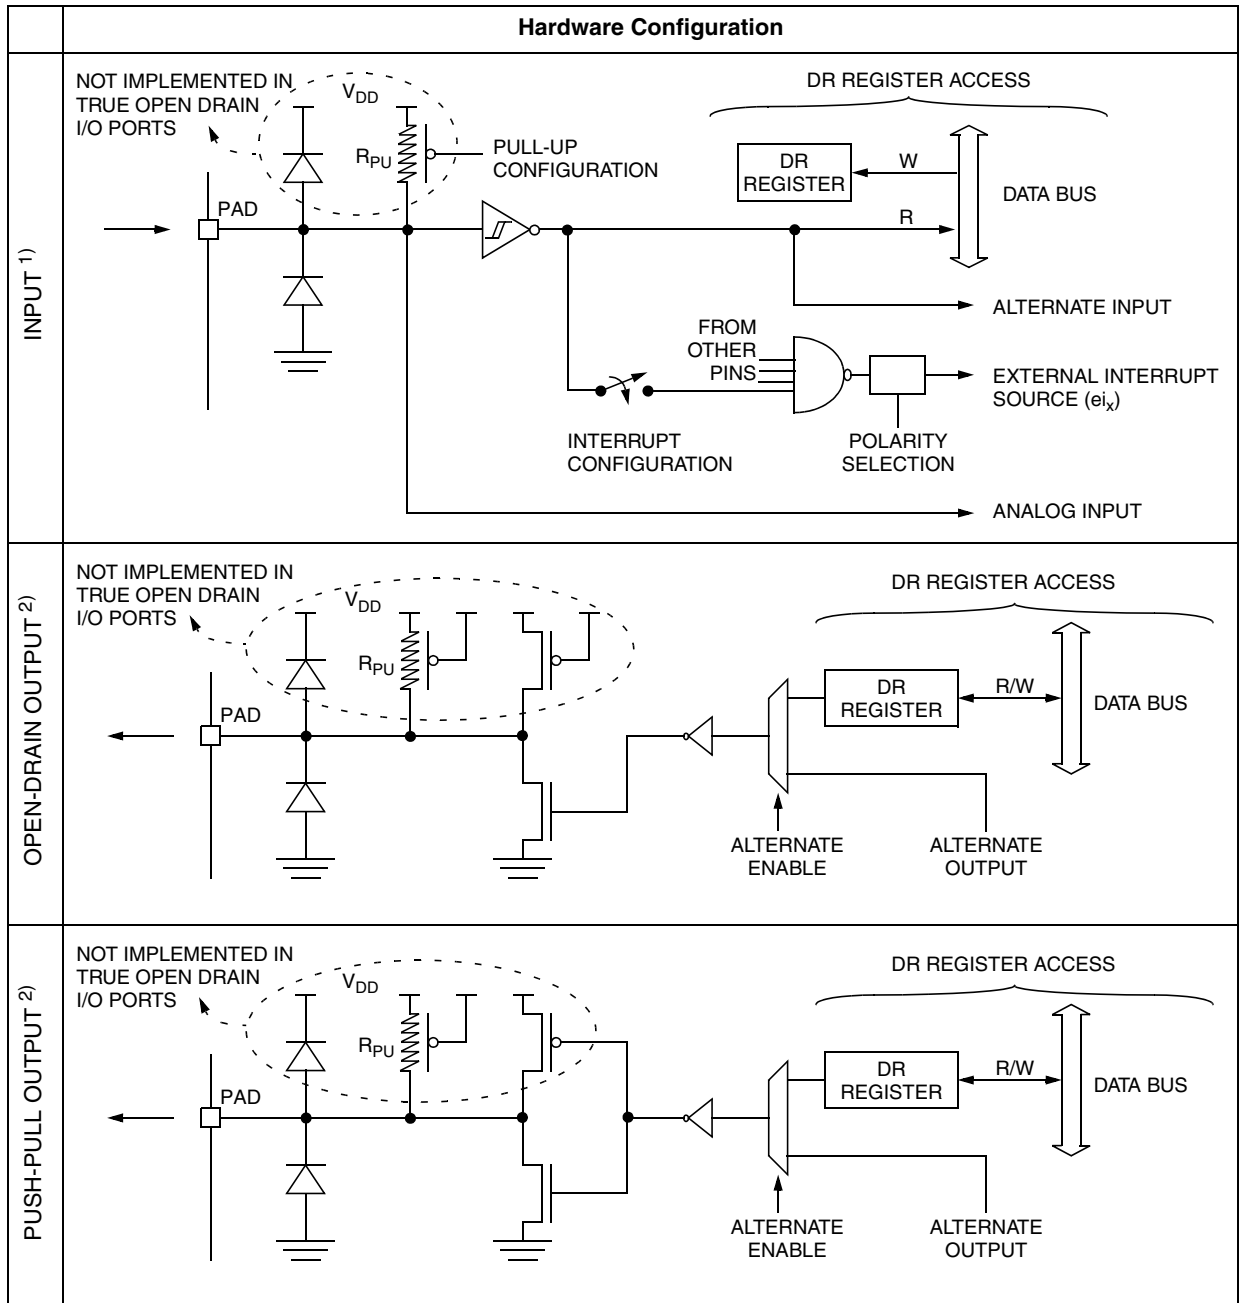 Hardware Configuration
INPUT 1)
NOT IMPLEMENTED IN
TRUE OPEN DRAIN
I/O PORTS
VDD
RPU
PULL-UP
CONFIGURATION
PAD
DR REGISTER ACCESS
DR
REGISTER
W
R
DATA BUS
ALTERNATE INPUT
FROM
OTHER
PINS
EXTERNAL INTERRUPT
SOURCE (eix)
INTERRUPT
CONFIGURATION
POLARITY
SELECTION
ANALOG INPUT
OPEN-DRAIN OUTPUT 2)
NOT IMPLEMENTED IN
TRUE OPEN DRAIN
I/O PORTS
VDD
RPU
PAD
DR REGISTER ACCESS
DR
REGISTER
R/W
DATA BUS
ALTERNATE
ENABLE
ALTERNATE
OUTPUT
PUSH-PULL OUTPUT 2)
NOT IMPLEMENTED IN
TRUE OPEN DRAIN
I/O PORTS
VDD
RPU
PAD
DR REGISTER ACCESS
DR
REGISTER
R/W
DATA BUS
ALTERNATE
ENABLE
ALTERNATE
OUTPUT